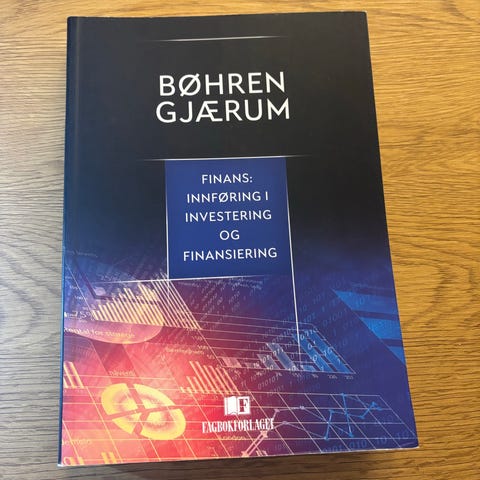 BØHREN
GJÆRUM
FINANS:
INNFØRING I
INVESTERING
OG
FINANSIERING
FAGBOKFORLAGET